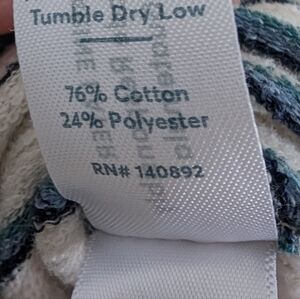 Tumble Dry Low
76% Cotton
24% Polyester
RN# 140892